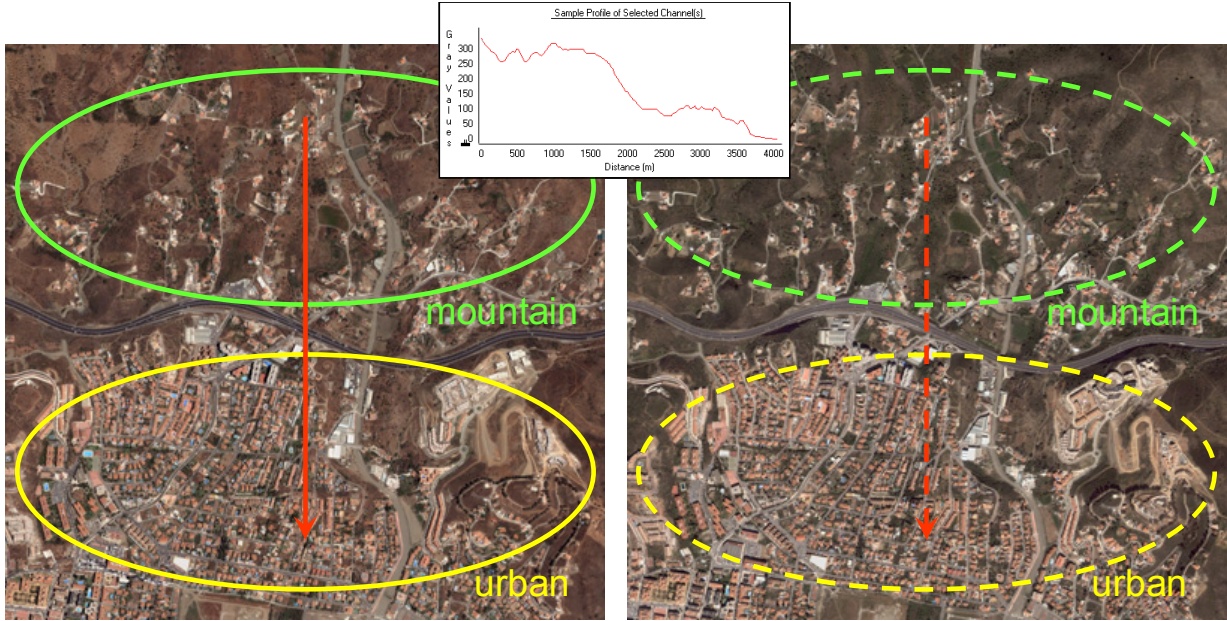 Sample Profile of Selected Channel(s)
Gray Values
300
250
200
150
100
50
0
0 500 1000 1500 2000 2500 3000 3500 4000
Distance (m)
mountain
mountain
urban
urban